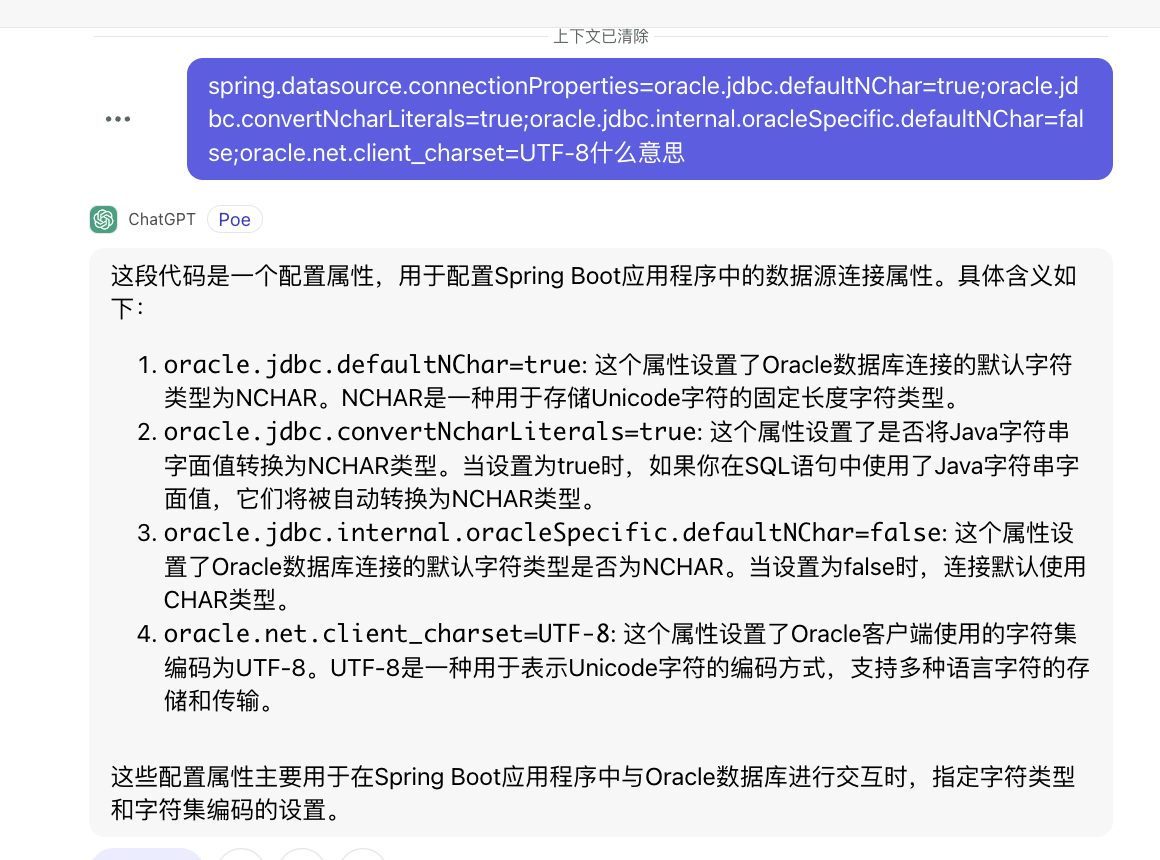 上下文已清除
spring.datasource.connectionProperties=oracle.jdbc.defaultNChar=true;oracle.jd
bc.convertNcharLiterals=true;oracle.jdbc.internal.oracleSpecific.defaultNChar=fal
se;oracle.net.client_charset=UTF-8什么意思
ChatGPT Poe
这段代码是一个配置属性，用于配置Spring Boot应用程序中的数据源连接属性。具体含义如
下：
1. oracle.jdbc.defaultNChar=true: 这个属性设置了Oracle数据库连接的默认字符
类型为NCHAR。NCHAR是一种用于存储Unicode字符的固定长度字符类型。
2. oracle.jdbc.convertNcharLiterals=true: 这个属性设置了是否将Java字符串
字面值转换为NCHAR类型。当设置为true时，如果你在SQL语句中使用了Java字符串字
面值，它们将被自动转换为NCHAR类型。
3. oracle.jdbc.internal.oracleSpecific.defaultNChar=false: 这个属性设
置了Oracle数据库连接的默认字符类型是否为NCHAR。当设置为false时，连接默认使用
CHAR类型。
4. oracle.net.client_charset=UTF-8: 这个属性设置了Oracle客户端使用的字符集
编码为UTF-8。UTF-8是一种用于表示Unicode字符的编码方式，支持多种语言字符的存
储和传输。
这些配置属性主要用于在Spring Boot应用程序中与Oracle数据库进行交互时，指定字符类型
和字符集编码的设置。